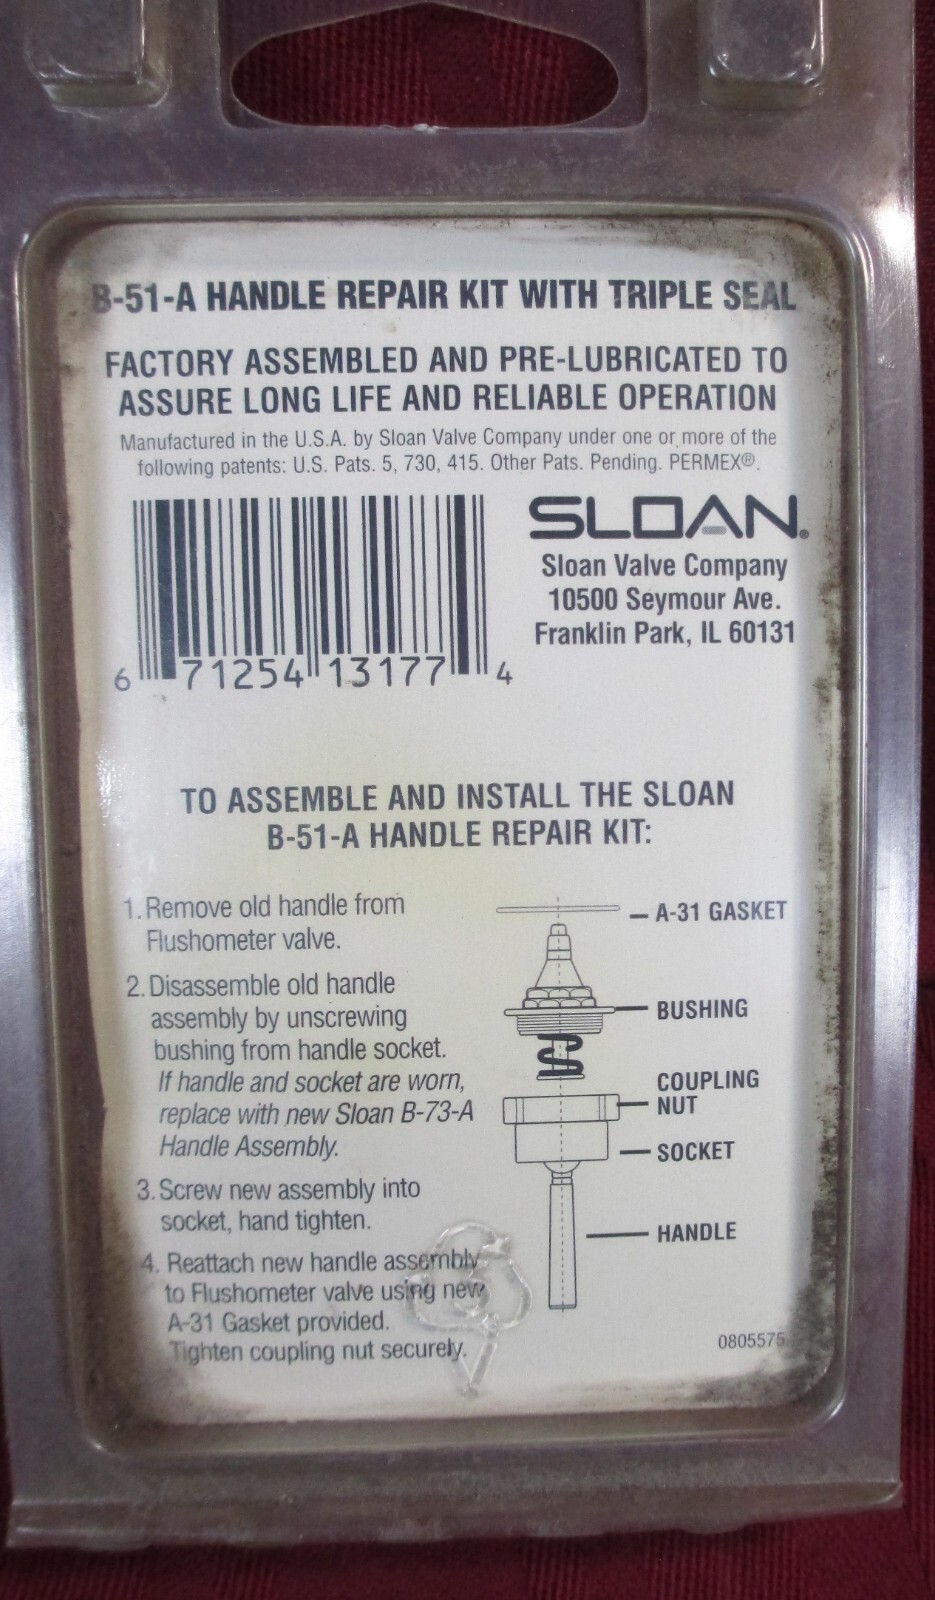 B-51-A HANDLE REPAIR KIT WITH TRIPLE SEAL
FACTORY ASSEMBLED AND PRE-LUBRICATED TO
ASSURE LONG LIFE AND RELIABLE OPERATION
Manufactured in the U.S.A. by Sloan Valve Company under one or more of the
following patents: U.S. Pats. 5, 730, 415. Other Pats. Pending. PERMEX®.
6 71254 13177 4
SLOAN®
Sloan Valve Company
10500 Seymour Ave.
Franklin Park, IL 60131
TO ASSEMBLE AND INSTALL THE SLOAN
B-51-A HANDLE REPAIR KIT:
1. Remove old handle from
Flushometer valve.
2. Disassemble old handle
assembly by unscrewing
bushing from handle socket.
If handle and socket are worn,
replace with new Sloan B-73-A
Handle Assembly.
3. Screw new assembly into
socket, hand tighten.
4. Reattach new handle assembly
to Flushometer valve using new
A-31 Gasket provided.
Tighten coupling nut securely.
A-31 GASKET
BUSHING
COUPLING
NUT
SOCKET
HANDLE
0805575